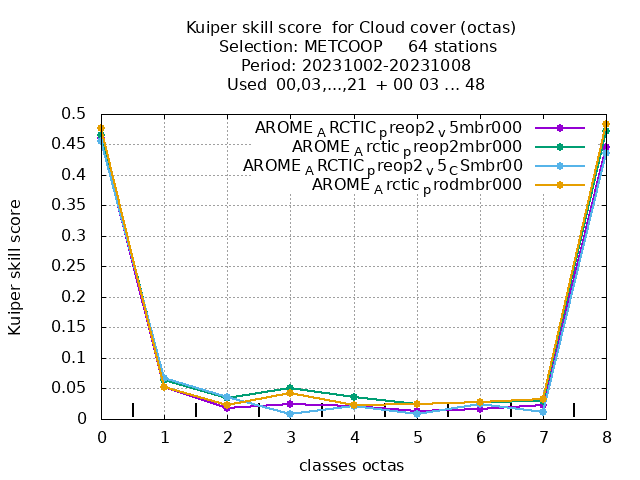 Kuiper skill score  for Cloud cover (octas)
Selection: METCOOP     64 stations
Period: 20231002-20231008
Used  00,03,...,21  + 00 03 ... 48
AROME_ARCTIC_preop2_v5mbr000
AROME_Arctic_preop2mbr000
AROME_ARCTIC_preop2_v5_CSmbr00
AROME_Arctic_prodmbr000
Kuiper skill score
0.5
0.45
0.4
0.35
0.3
0.25
0.2
0.15
0.1
0.05
0
0 1 2 3 4 5 6 7 8
classes octas